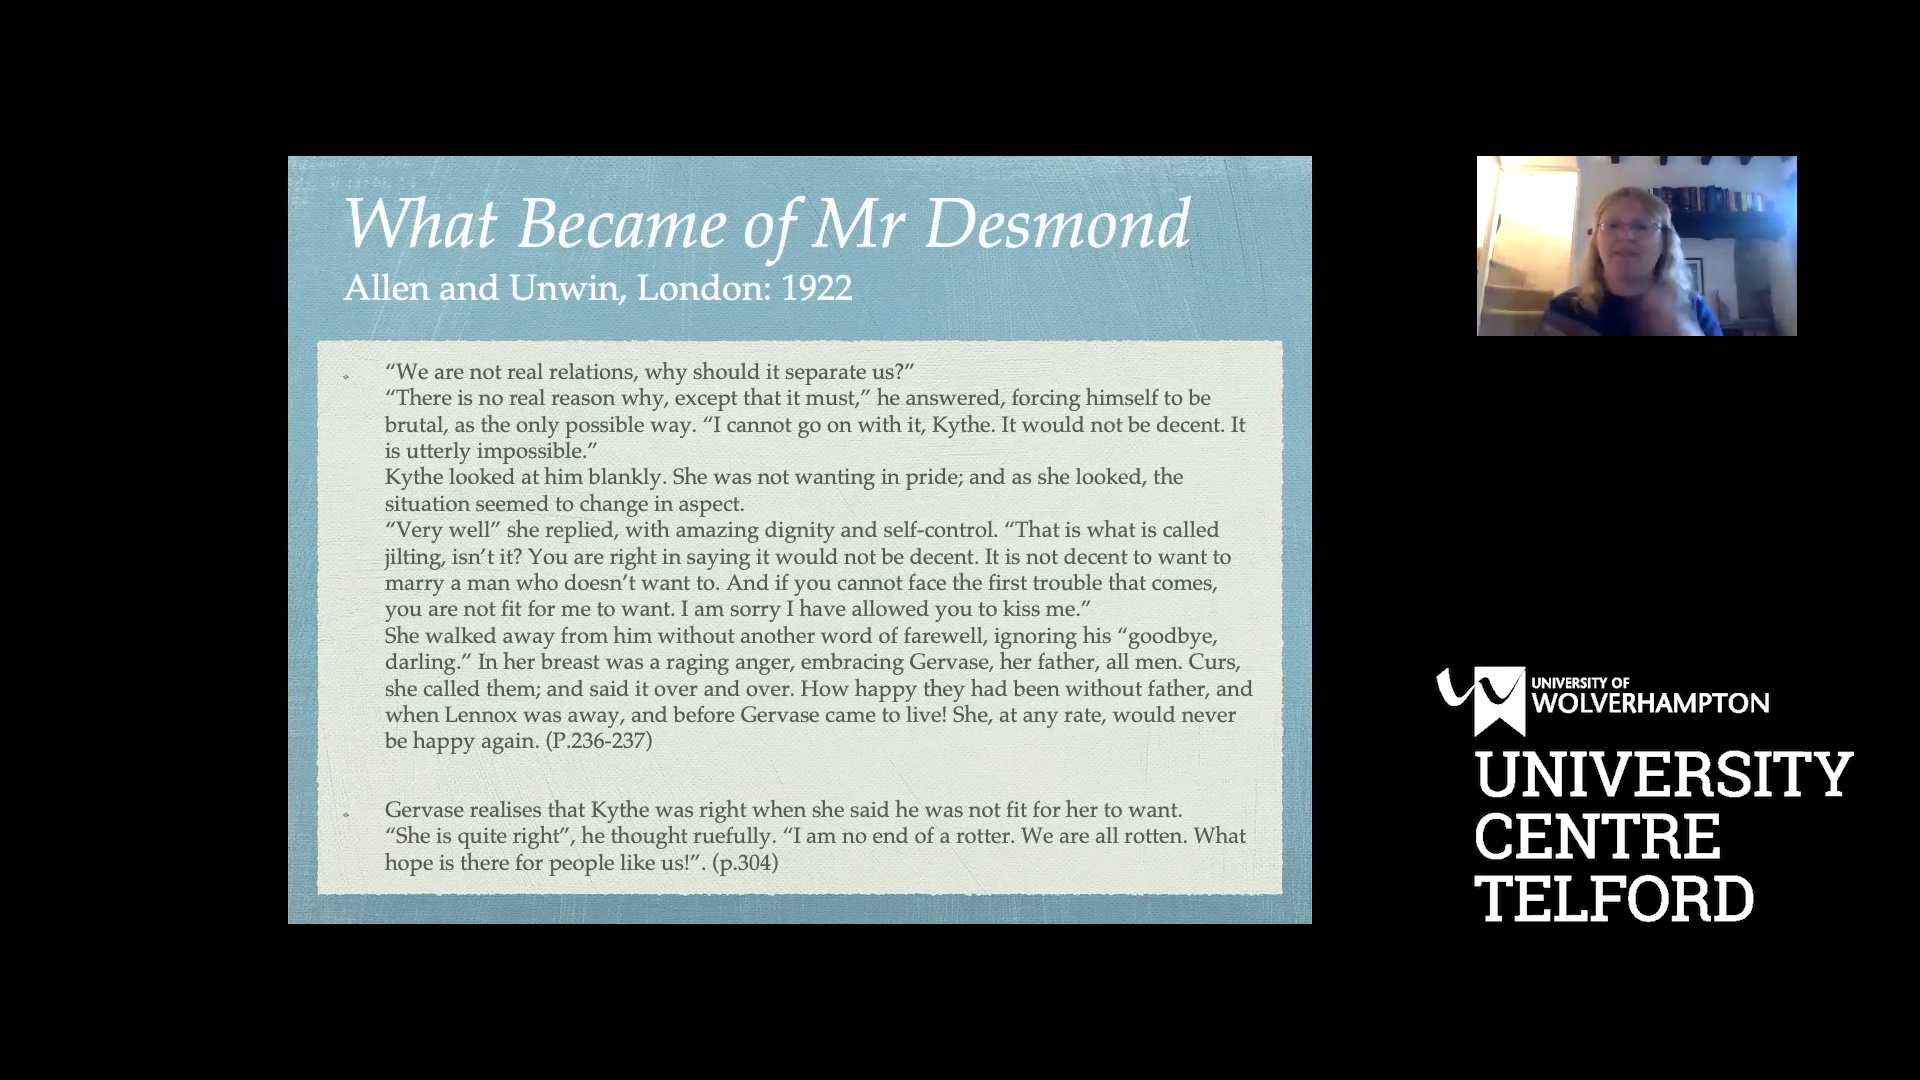 What Became of Mr Desmond
Allen and Unwin, London: 1922
“We are not real relations, why should it separate us?”
“There is no real reason why, except that it must,” he answered, forcing himself to be
brutal, as the only possible way. “I cannot go on with it, Kythe. It would not be decent. It
is utterly impossible.”
Kythe looked at him blankly. She was not wanting in pride; and as she looked, the
situation seemed to change in aspect.
“Very well” she replied, with amazing dignity and self-control. “That is what is called
jilting, isn’t it? You are right in saying it would not be decent. It is not decent to want to
marry a man who doesn’t want to. And if you cannot face the first trouble that comes,
you are not fit for me to want. I am sorry I have allowed you to kiss me.”
She walked away from him without another word of farewell, ignoring his “goodbye,
darling.” In her breast was a raging anger, embracing Gervase, her father, all men. Curs,
she called them; and said it over and over. How happy they had been without father, and
when Lennox was away, and before Gervase came to live! She, at any rate, would never
be happy again. (P.236-237)
Gervase realises that Kythe was right when she said he was not fit for her to want.
“She is quite right”, he thought ruefully. “I am no end of a rotter. We are all rotten. What
hope is there for people like us!”. (p.304)
UNIVERSITY OF
WOLVERHAMPTON
UNIVERSITY
CENTRE
TELFORD